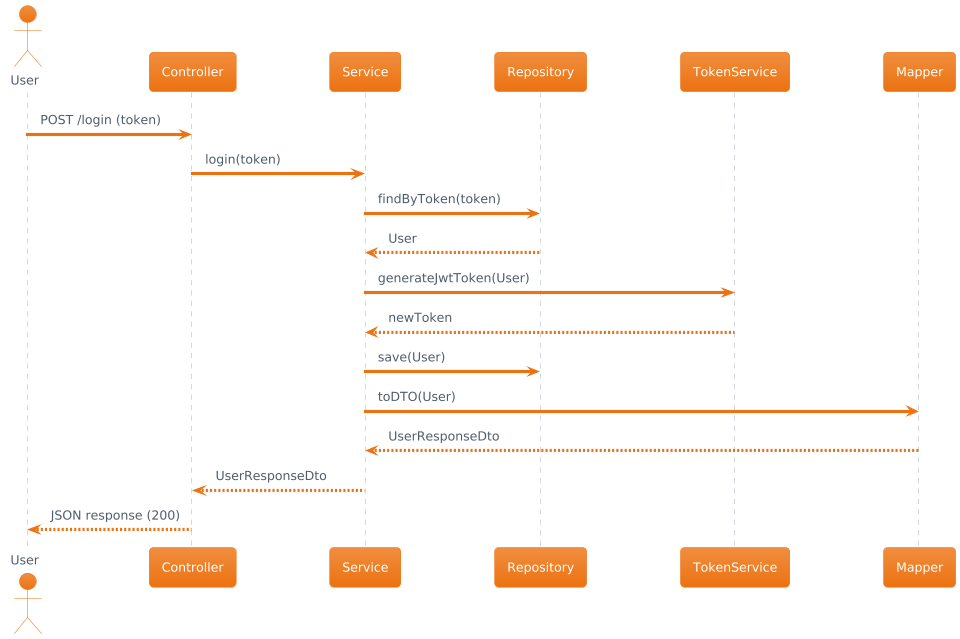 User
Controller
Service
Repository
TokenService
Mapper
POST /login (token)
login(token)
findByToken(token)
User
generateJwtToken(User)
newToken
save(User)
toDTO(User)
UserResponseDto
UserResponseDto
JSON response (200)
User
Controller
Service
Repository
TokenService
Mapper